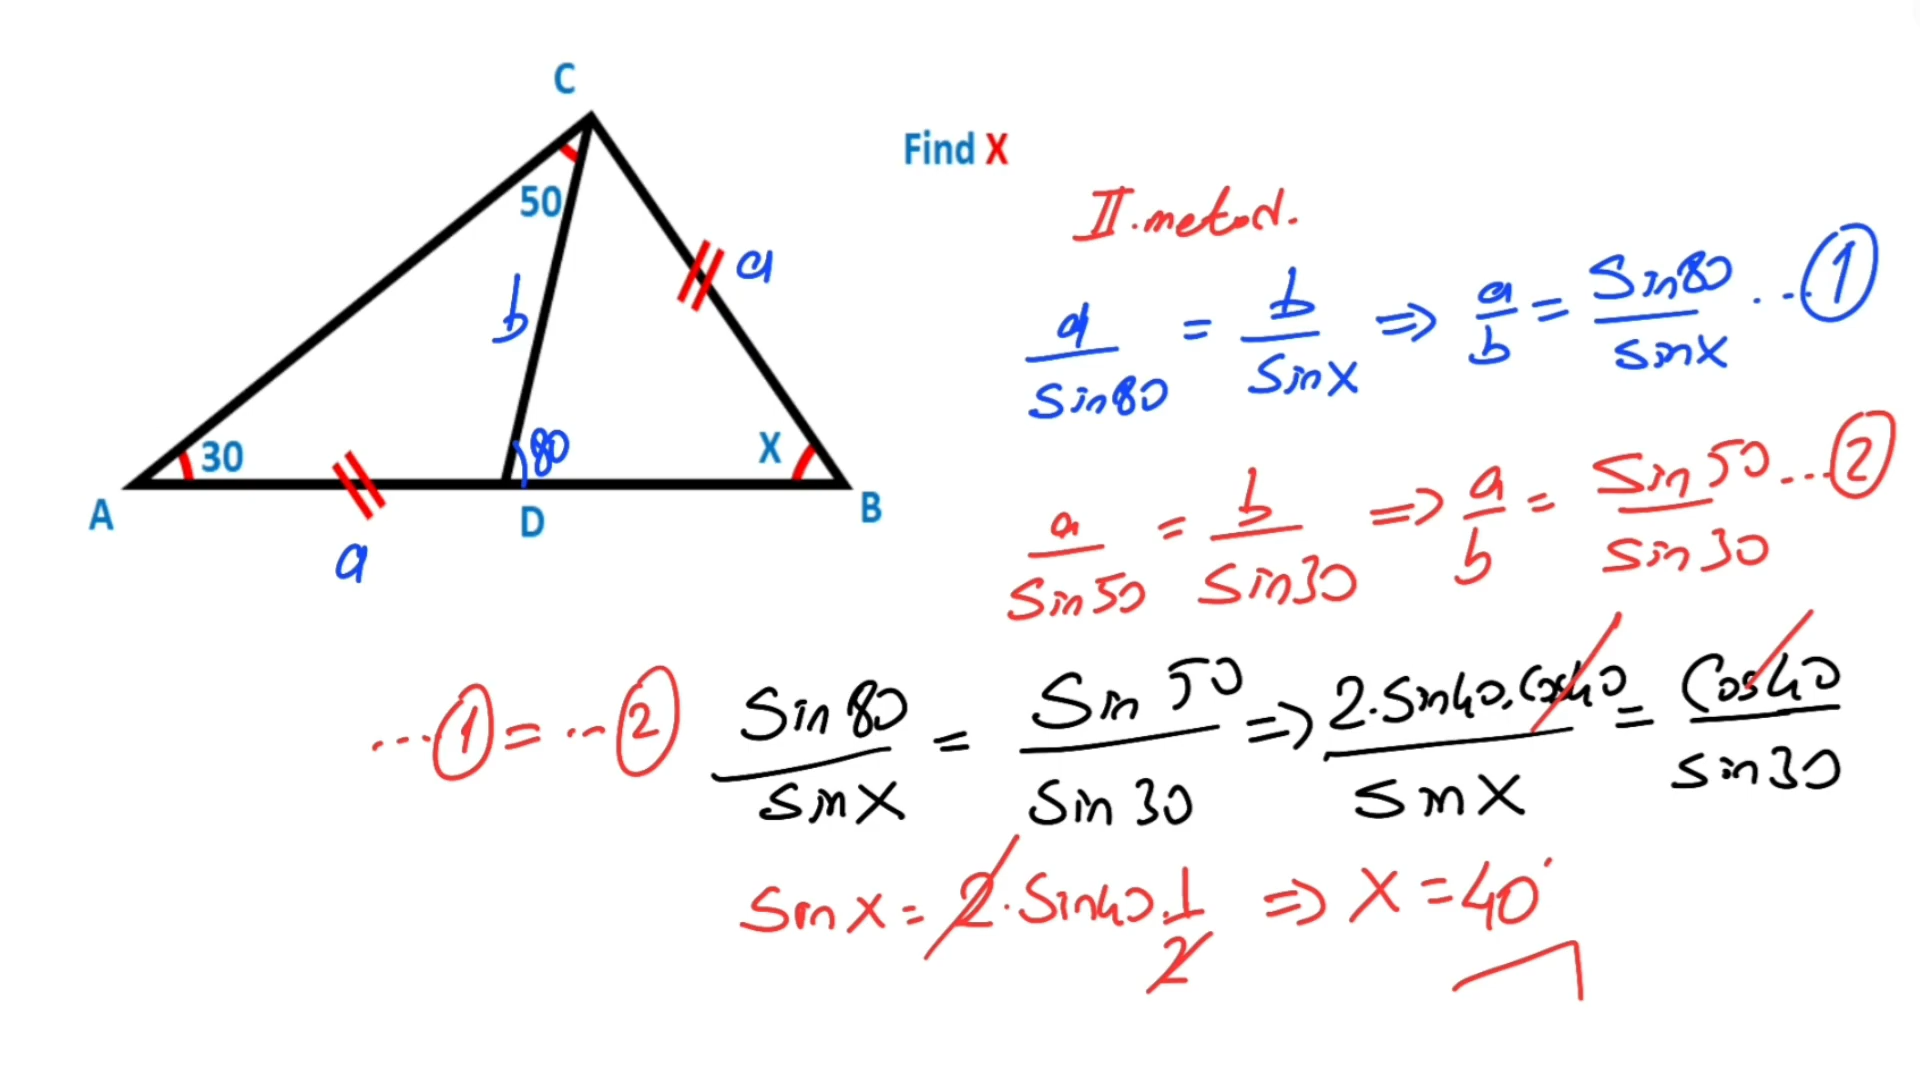 C
Find X
50
II.metod.
b
a
a/sin80 = b/sinX ⇒ a/b = Sin80/sinX ...①
30
80
X
A
D
B
a
a/sin50 = b/sin30 ⇒ a/b = Sin50/sin30 ...②
...①=...② Sin80/sinX = Sin50/Sin30 ⇒ 2.Sin40.Cos40/sinX = Cos40/sin30
sinX = 2.Sin40.1/2 ⇒ X=40°